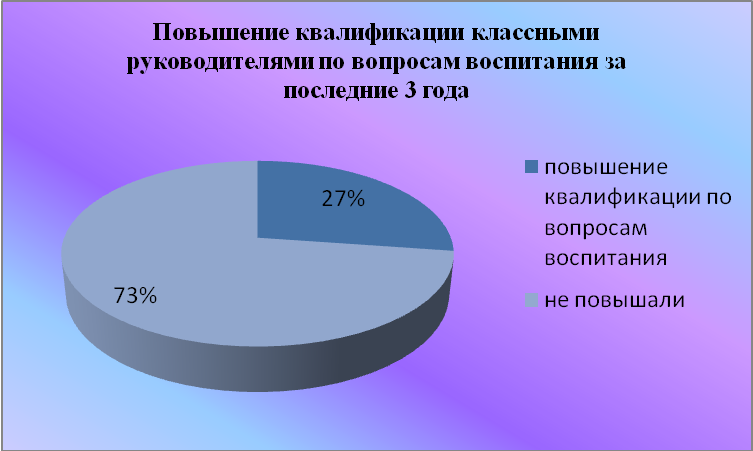 Повышение квалификации классными
руководителями по вопросам воспитания за
последние 3 года
27%
73%
повышение
квалификации по
вопросам
воспитания
не повышали